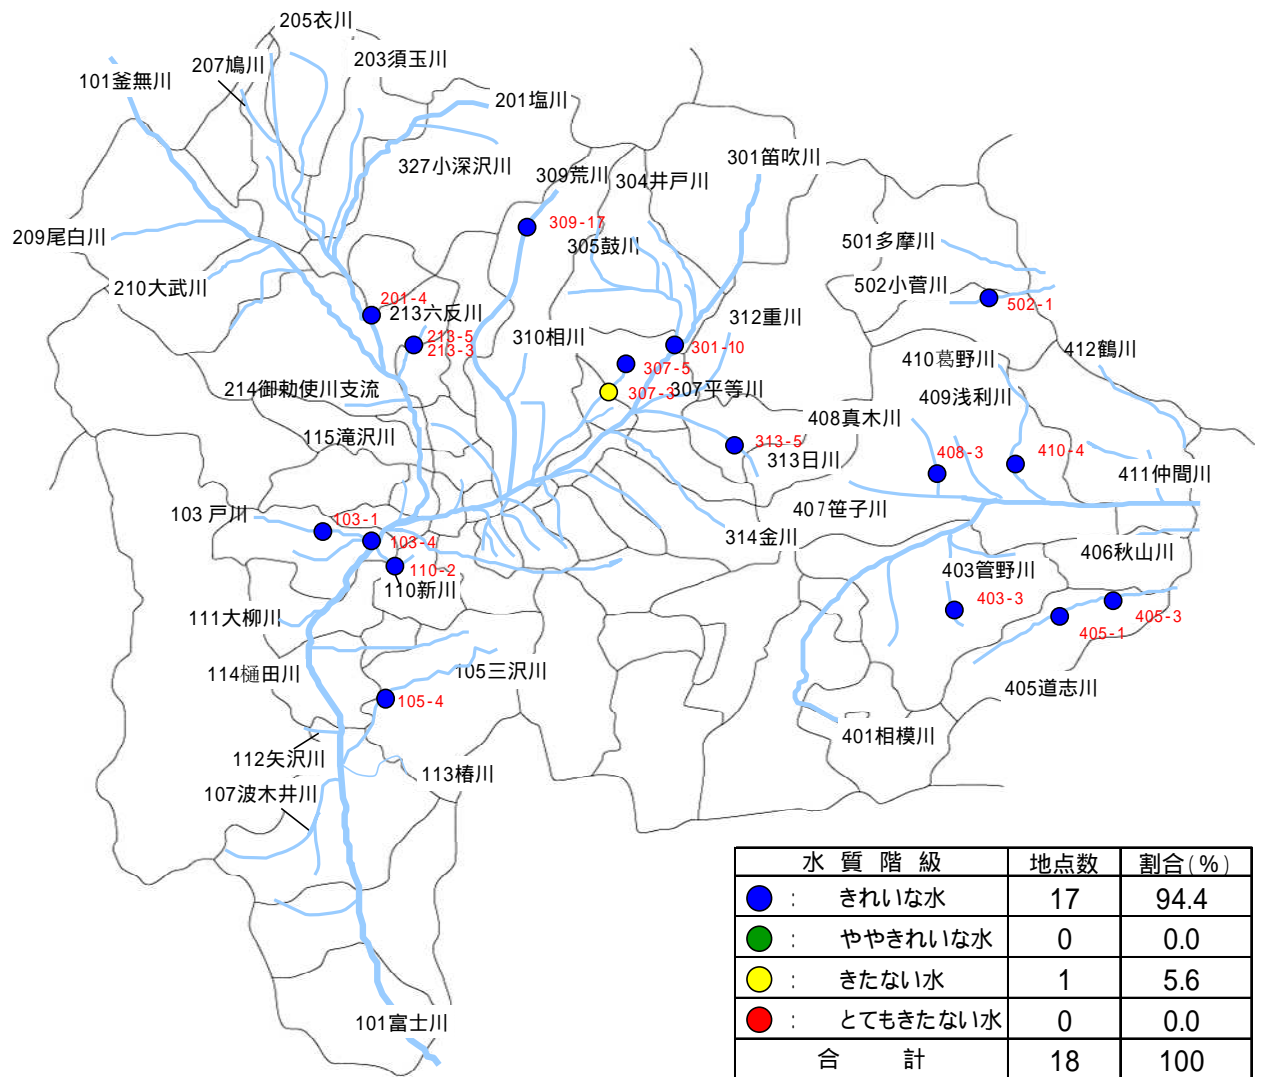 205衣川
207鳩川
203須玉川
101釜無川
201塩川
327小深沢川
309荒川
304井戸川
301笛吹川
309-17
209尾白川
305鼓川
501多摩川
210大武川
502小菅川
201-4
502-1
213六反川
213-5
213-3
310相川
312重川
301-10
307-5
307平等川
307-3
410葛野川
412鶴川
214御勅使川支流
409浅利川
408真木川
115滝沢川
313-5
313日川
408-3
410-4
411仲間川
407笹子川
103戸川
103-1
103-4
314金川
406秋山川
110-2
110新川
403管野川
403-3
405-3
405-1
111大柳川
114樋田川
105三沢川
105-4
405道志川
401相模川
112矢沢川
113椿川
107波木井川
101富士川
水質階級 地点数 割合(%)
: きれいな水 17 94.4
: ややきれいな水 0 0.0
: きたない水 1 5.6
: とてもきたない水 0 0.0
合計 18 100